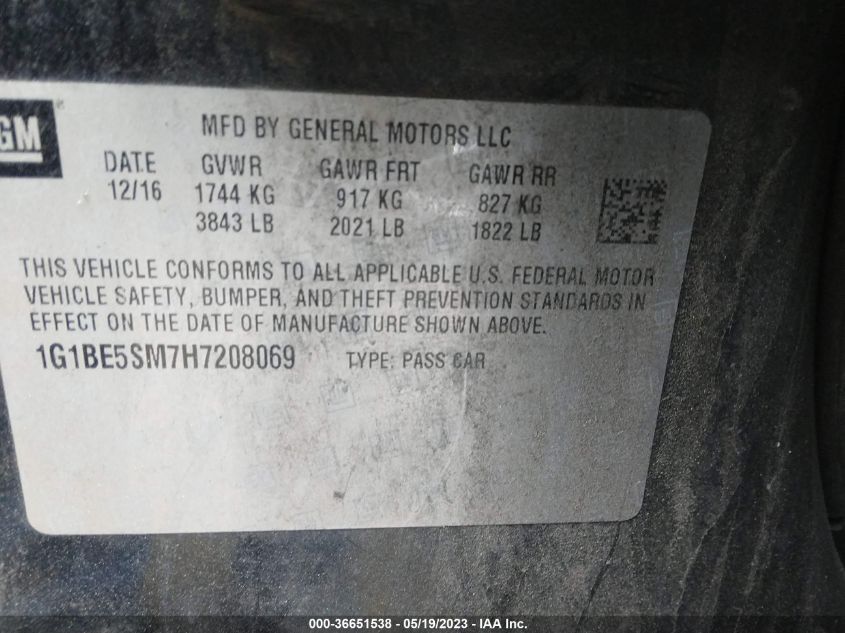 GM ®
MFD BY GENERAL MOTORS LLC
DATE GVWR GAWR FRT GAWR RR
12/16 1744 KG 917 KG 827 KG
3843 LB 2021 LB 1822 LB
THIS VEHICLE CONFORMS TO ALL APPLICABLE U.S. FEDERAL MOTOR
VEHICLE SAFETY, BUMPER, AND THEFT PREVENTION STANDARDS IN
EFFECT ON THE DATE OF MANUFACTURE SHOWN ABOVE.
1G1BE5SM7H7208069 TYPE: PASS CAR
000-36651538 - 05/19/2023 - IAA Inc.